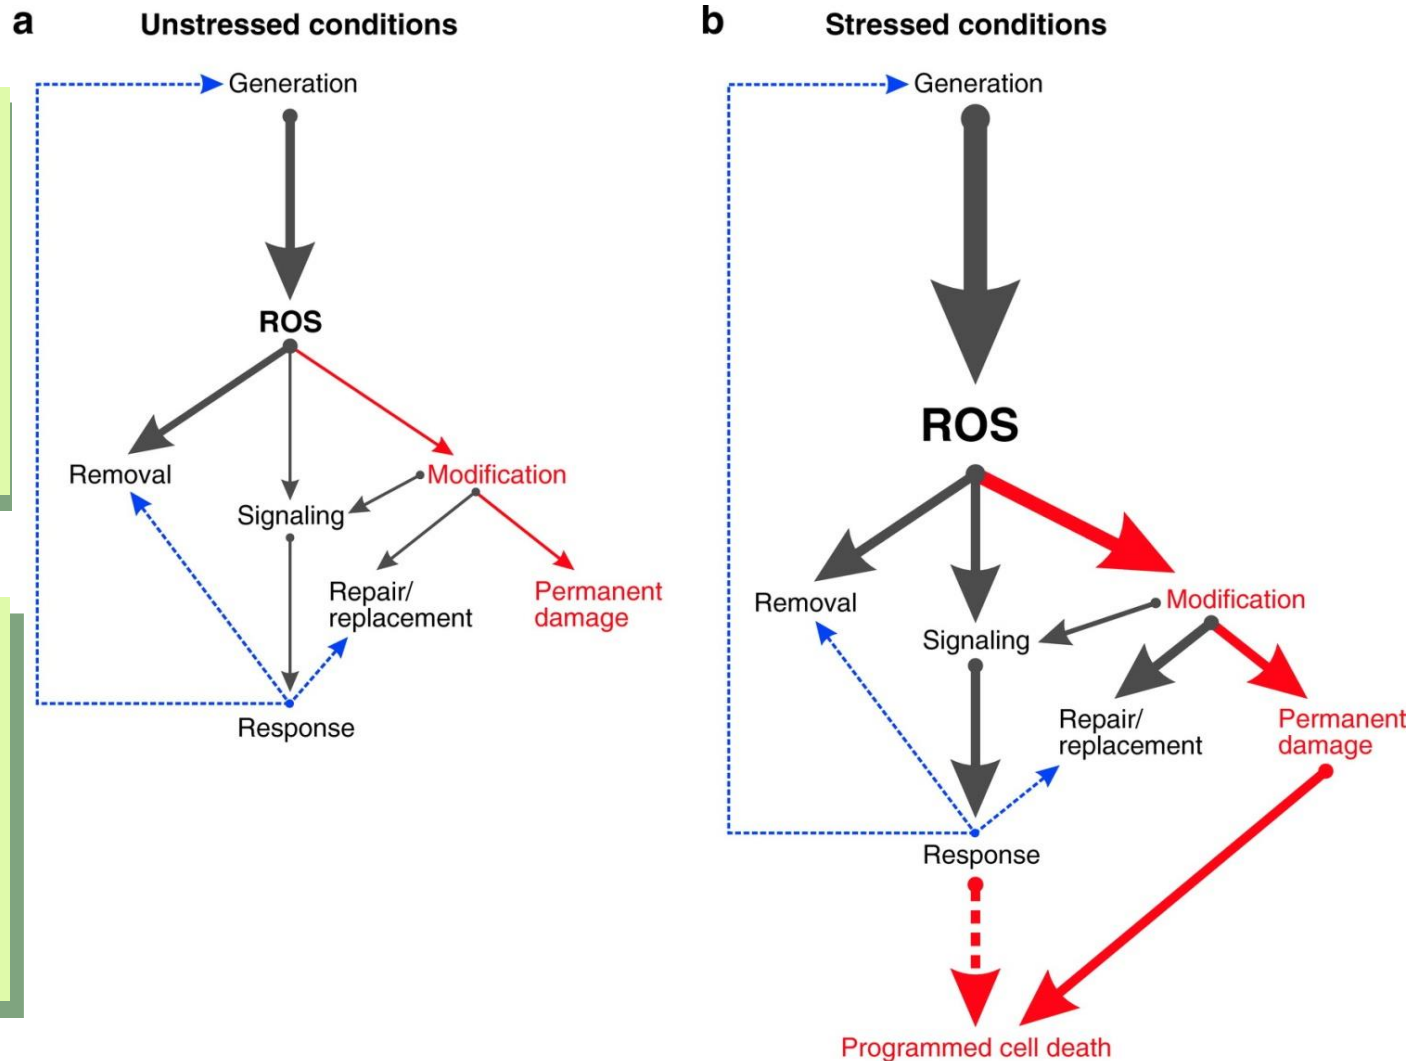 a
Unstressed conditions
Generation
ROS
Removal
Modification
Signaling
Repair/
replacement
Permanent
damage
Response
b
Stressed conditions
Generation
ROS
Removal
Modification
Signaling
Repair/
replacement
Permanent
damage
Response
Programmed cell death